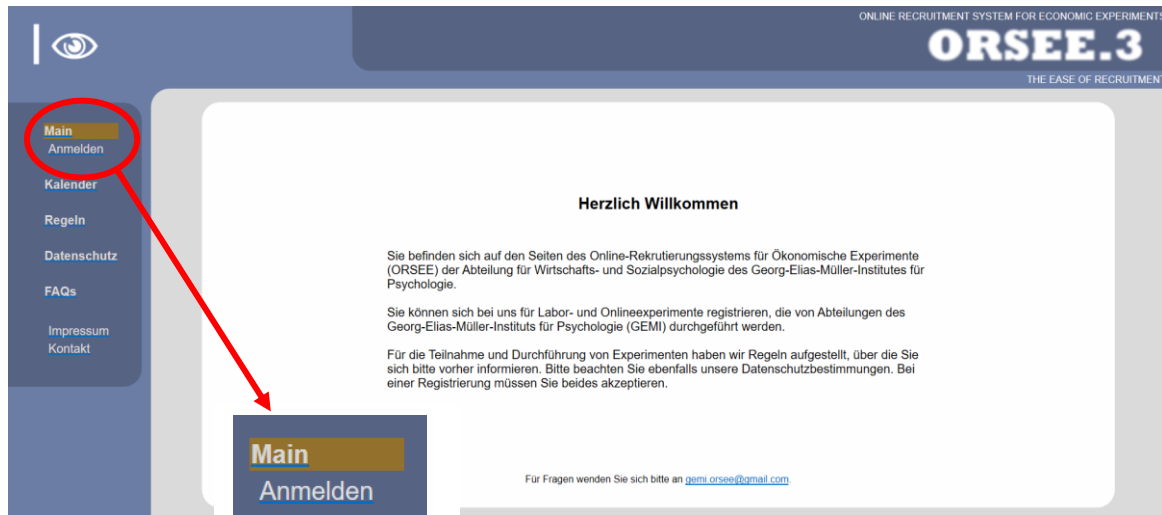 ONLINE RECRUITMENT SYSTEM FOR ECONOMIC EXPERIMENTS
ORSEE.3
THE EASE OF RECRUITMENT
Main
Anmelden
Kalender
Regeln
Datenschutz
FAQs
Impressum
Kontakt
Herzlich Willkommen
Sie befinden sich auf den Seiten des Online-Rekrutierungssystems für Ökonomische Experimente
(ORSEE) der Abteilung für Wirtschafts- und Sozialpsychologie des Georg-Elias-Müller-Institutes für
Psychologie.
Sie können sich bei uns für Labor- und Onlineexperimente registrieren, die von Abteilungen des
Georg-Elias-Müller-Instituts für Psychologie (GEMI) durchgeführt werden.
Für die Teilnahme und Durchführung von Experimenten haben wir Regeln aufgestellt, über die Sie
sich bitte vorher informieren. Bitte beachten Sie ebenfalls unsere Datenschutzbestimmungen. Bei
einer Registrierung müssen Sie beides akzeptieren.
Für Fragen wenden Sie sich bitte an gemi.orsee@gmail.com.
Main
Anmelden